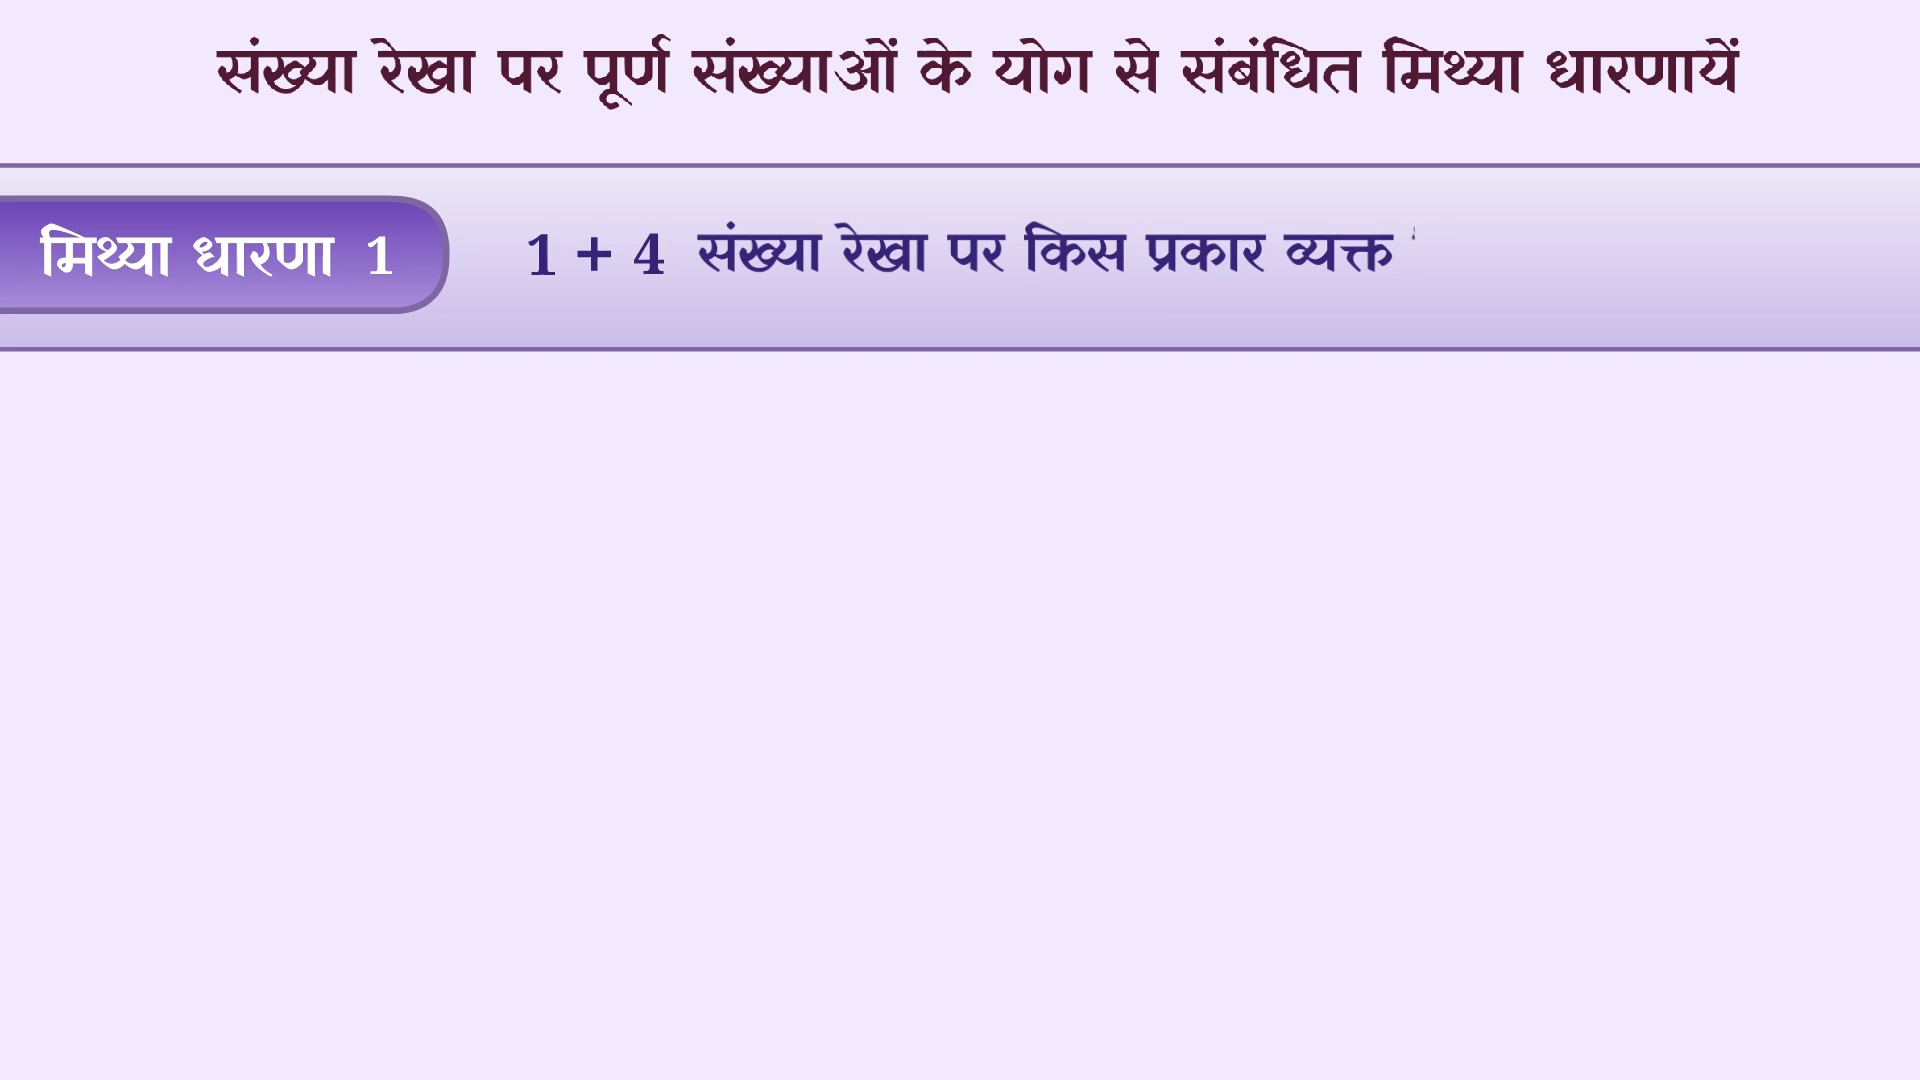 संख्या रेखा पर पूर्ण संख्याओं के योग से संबंधित मिथ्या धारणायें
मिथ्या धारणा 1
1 + 4 संख्या रेखा पर किस प्रकार व्यक्त